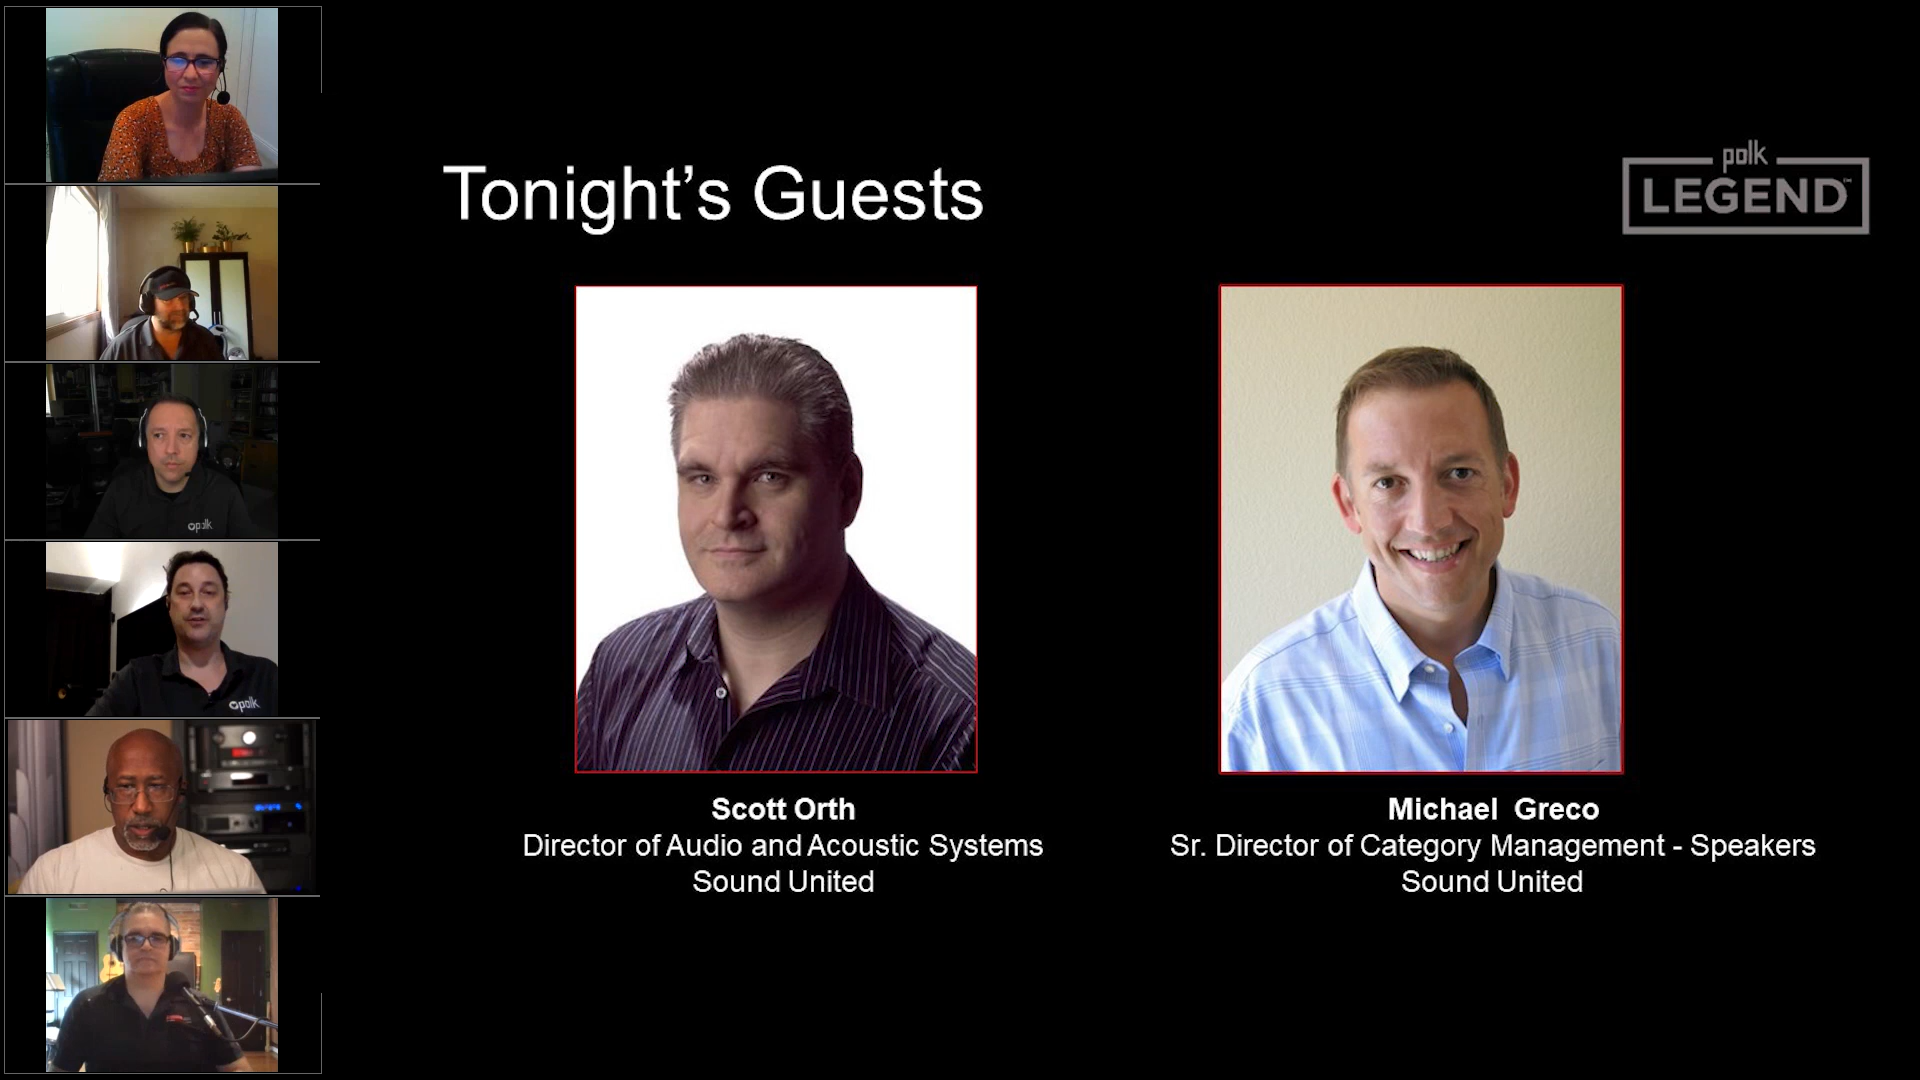 Tonight's Guests
polk
LEGEND™
Scott Orth
Director of Audio and Acoustic Systems
Sound United
Michael Greco
Sr. Director of Category Management - Speakers
Sound United
polk
polk